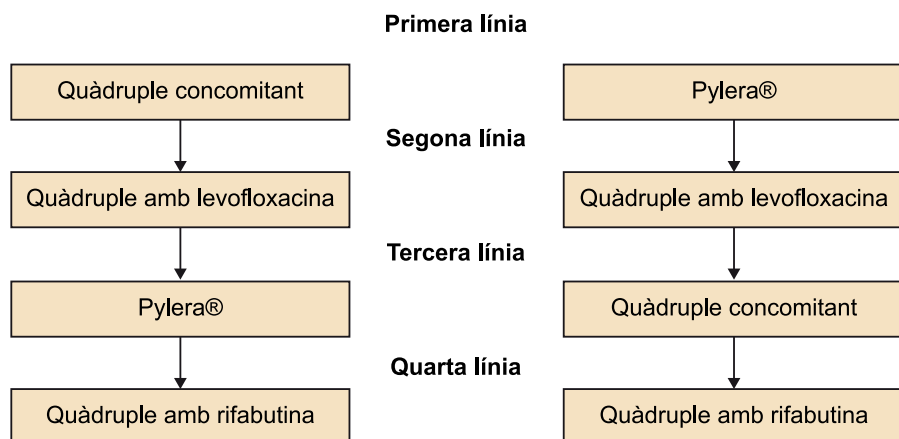 Primera línia
Quàdruple concomitant
Pylera®
Segona línia
Quàdruple amb levofloxacina
Quàdruple amb levofloxacina
Tercera línia
Pylera®
Quàdruple concomitant
Quarta línia
Quàdruple amb rifabutina
Quàdruple amb rifabutina